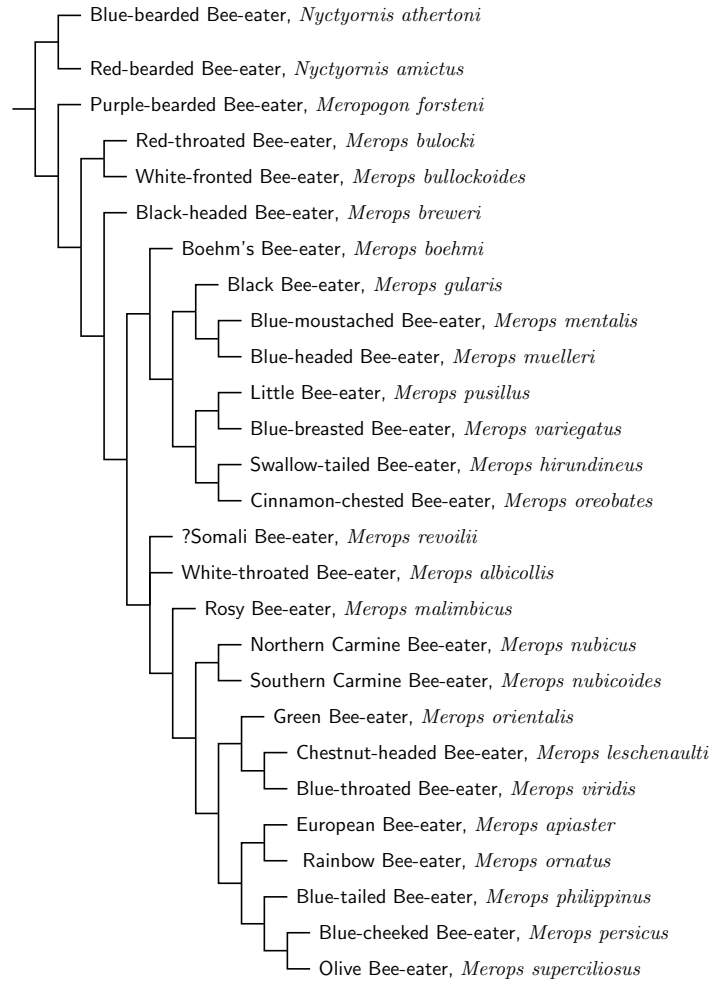 Blue-bearded Bee-eater, Nyctyornis athertoni
Red-bearded Bee-eater, Nyctyornis amictus
Purple-bearded Bee-eater, Meropogon forsteni
Red-throated Bee-eater, Merops bulocki
White-fronted Bee-eater, Merops bullockoides
Black-headed Bee-eater, Merops breweri
Boehm's Bee-eater, Merops boehmi
Black Bee-eater, Merops gularis
Blue-moustached Bee-eater, Merops mentalis
Blue-headed Bee-eater, Merops muelleri
Little Bee-eater, Merops pusillus
Blue-breasted Bee-eater, Merops variegatus
Swallow-tailed Bee-eater, Merops hirundineus
Cinnamon-chested Bee-eater, Merops oreobates
?Somali Bee-eater, Merops revoilii
White-throated Bee-eater, Merops albicollis
Rosy Bee-eater, Merops malimbicus
Northern Carmine Bee-eater, Merops nubicus
Southern Carmine Bee-eater, Merops nubicoides
Green Bee-eater, Merops orientalis
Chestnut-headed Bee-eater, Merops leschenaulti
Blue-throated Bee-eater, Merops viridis
European Bee-eater, Merops apiaster
Rainbow Bee-eater, Merops ornatus
Blue-tailed Bee-eater, Merops philippinus
Blue-cheeked Bee-eater, Merops persicus
Olive Bee-eater, Merops superciliosus